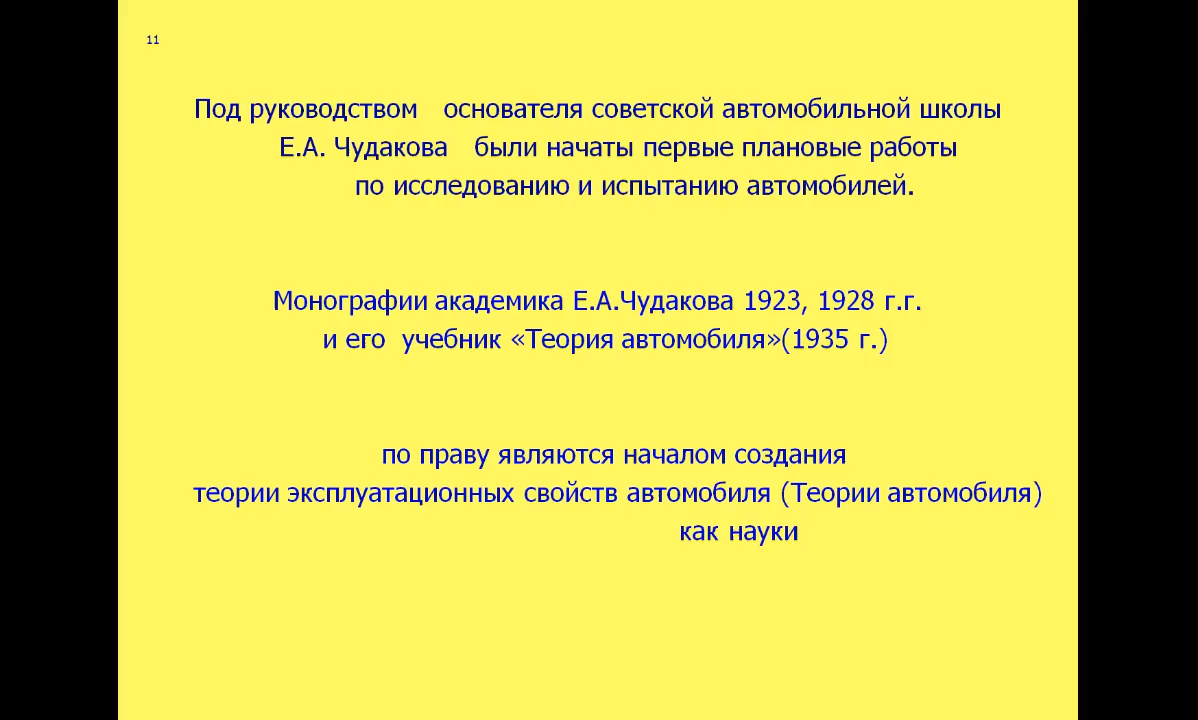 11
Под руководством основателя советской автомобильной школы
Е.А. Чудакова были начаты первые плановые работы
по исследованию и испытанию автомобилей.
Монографии академика Е.А.Чудакова 1923, 1928 г.г.
и его учебник «Теория автомобиля»(1935 г.)
по праву являются началом создания
теории эксплуатационных свойств автомобиля (Теории автомобиля)
как науки